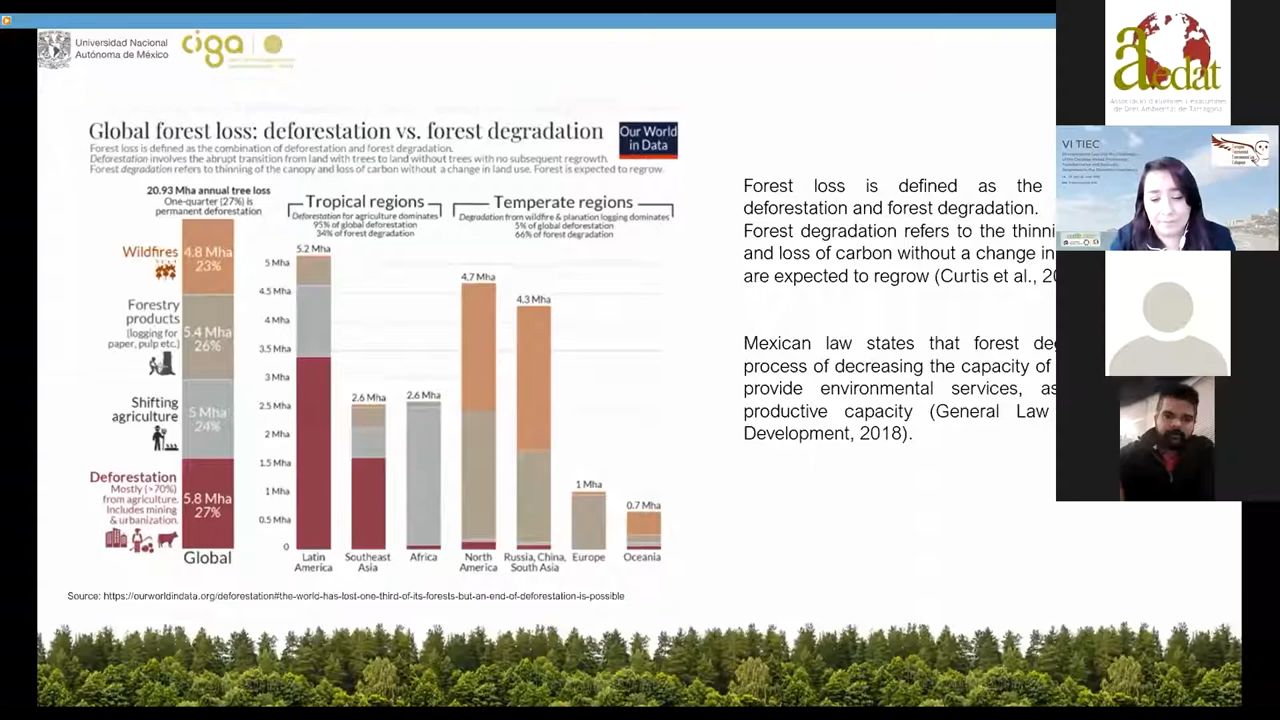 Universidad Nacional
Autónoma de México
ciga
Global forest loss: deforestation vs. forest degradation
Our World
in Data
Forest loss is defined as the combination of deforestation and forest degradation.
Deforestation involves the abrupt transition from land with trees to land without trees with no subsequent regrowth.
Forest degradation refers to thinning of the canopy and loss of carbon without a change in land use. Forest is expected to regrow.
20.93 Mha annual tree loss
One-quarter (27%) is
permanent deforestation
Wildfires
4.8 Mha
23%
Forestry
products
(logging for
paper, pulp etc.)
5.4 Mha
26%
Shifting
agriculture
5 Mha
24%
Deforestation
Mostly (>70%)
from agriculture.
Includes mining
& urbanization.
5.8 Mha
27%
Global
Tropical regions
Deforestation for agriculture dominates
95% of global deforestation
34% of forest degradation
Temperate regions
Degradation from wildfire & planation logging dominates
5% of global deforestation
66% of forest degradation
5 Mha
4.5 Mha
4 Mha
3.5 Mha
3 Mha
2.5 Mha
2 Mha
1.5 Mha
1 Mha
0.5 Mha
0
5.2 Mha
2.6 Mha
2.6 Mha
4.7 Mha
4.3 Mha
1 Mha
0.7 Mha
Latin
America
Southeast
Asia
Africa
North
America
Russia, China,
South Asia
Europe
Oceania
Source: https://ourworldindata.org/deforestation#the-world-has-lost-one-third-of-its-forests-but-an-end-of-deforestation-is-possible
Forest loss is defined as the
deforestation and forest degradation.
Forest degradation refers to the thinni
and loss of carbon without a change in
are expected to regrow (Curtis et al., 20
Mexican law states that forest deg
process of decreasing the capacity of
provide environmental services, as
productive capacity (General Law
Development, 2018).
aedat
Associació d'alumnes i exalumnes
de Dret Ambiental de Tarragona
VI TIEC